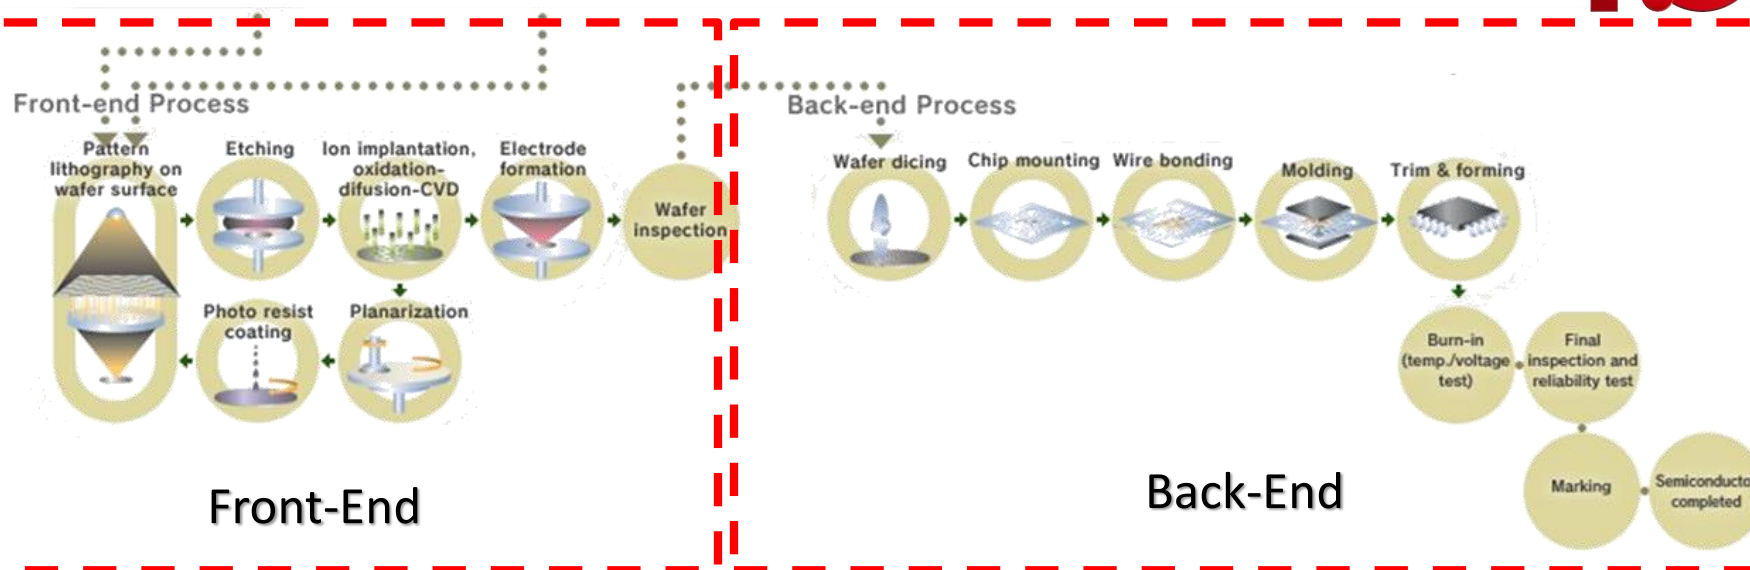 Front-end Process
Pattern
lithography on
wafer surface
Etching
Ion implantation,
oxidation-
difusion-CVD
Electrode
formation
Wafer
inspection
Photo resist
coating
Planarization
Front-End
Back-end Process
Wafer dicing
Chip mounting
Wire bonding
Molding
Trim & forming
Burn-in
(temp./voltage
test)
Final
inspection and
reliability test
Marking
Semiconducto
completed
Back-End